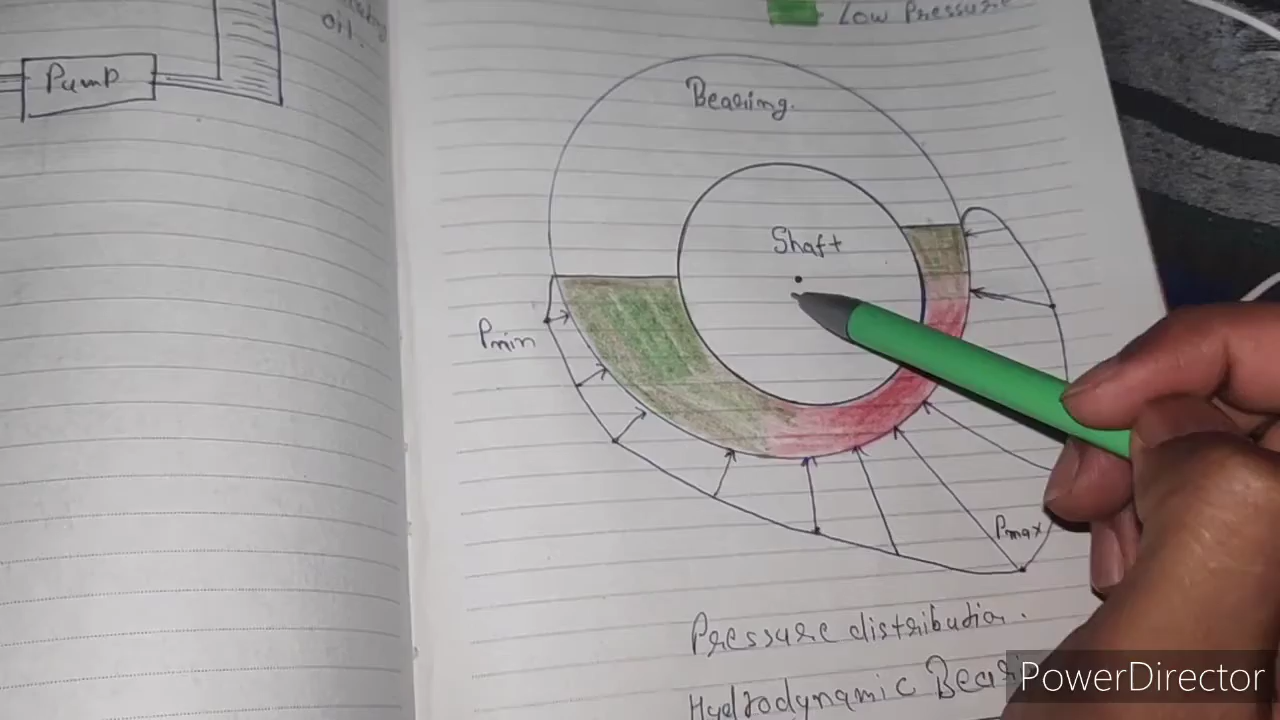 Pump
oil.
Low Pressure
Bearing.
Shaft
Pmin
Pmax
Pressure distribution.
Hydrodynamic
PowerDirector